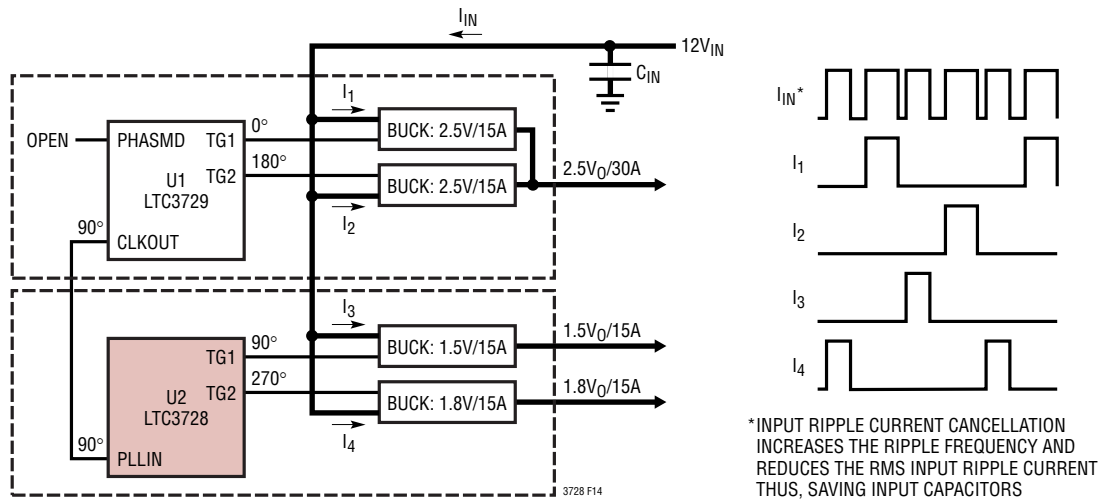 I_IN
12V_IN
C_IN
I_1
BUCK: 2.5V/15A
OPEN
PHASMD
TG1
0°
U1
LTC3729
TG2
180°
BUCK: 2.5V/15A
2.5V_O/30A
I_2
90°
CLKOUT
I_3
BUCK: 1.5V/15A
1.5V_O/15A
TG1
90°
U2
LTC3728
TG2
270°
BUCK: 1.8V/15A
1.8V_O/15A
I_4
90°
PLLIN
3728 F14
I_IN*
I_1
I_2
I_3
I_4
*INPUT RIPPLE CURRENT CANCELLATION
INCREASES THE RIPPLE FREQUENCY AND
REDUCES THE RMS INPUT RIPPLE CURRENT
THUS, SAVING INPUT CAPACITORS